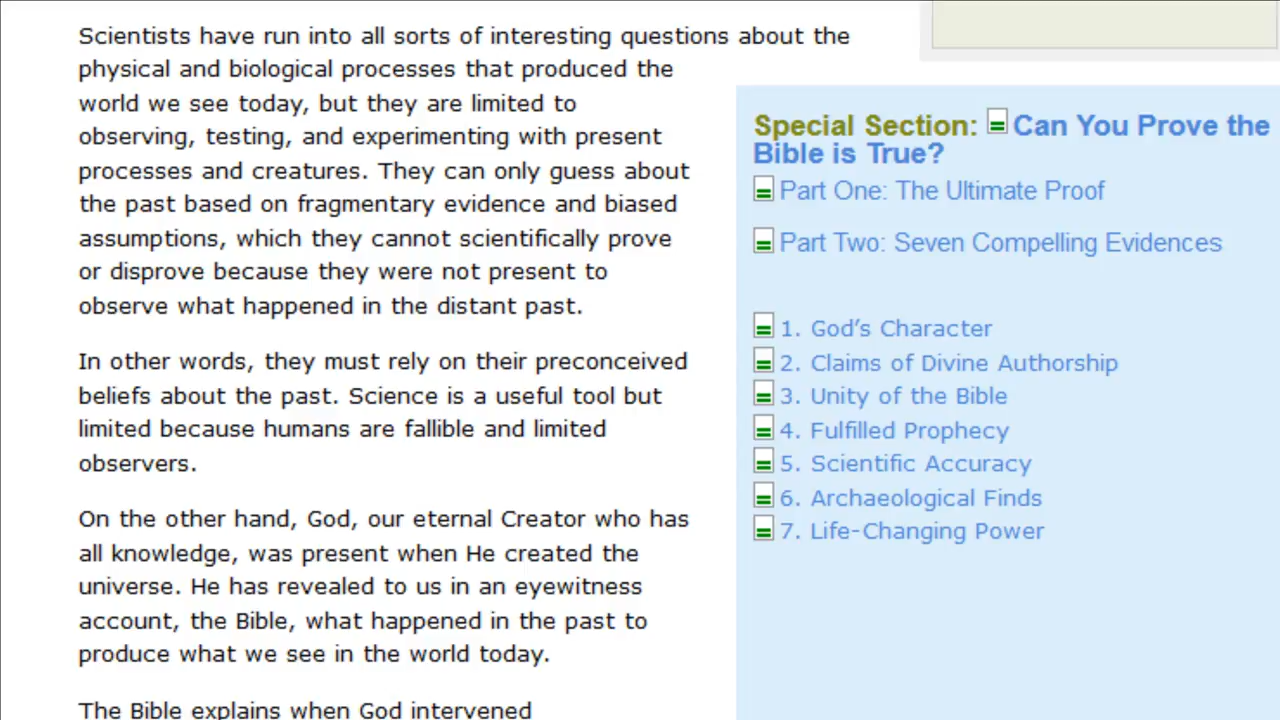 Scientists have run into all sorts of interesting questions about the
physical and biological processes that produced the
world we see today, but they are limited to
observing, testing, and experimenting with present
processes and creatures. They can only guess about
the past based on fragmentary evidence and biased
assumptions, which they cannot scientifically prove
or disprove because they were not present to
observe what happened in the distant past.
In other words, they must rely on their preconceived
beliefs about the past. Science is a useful tool but
limited because humans are fallible and limited
observers.
On the other hand, God, our eternal Creator who has
all knowledge, was present when He created the
universe. He has revealed to us in an eyewitness
account, the Bible, what happened in the past to
produce what we see in the world today.
The Bible explains when God intervened
Special Section: Can You Prove the
Bible is True?
Part One: The Ultimate Proof
Part Two: Seven Compelling Evidences
1. God’s Character
2. Claims of Divine Authorship
3. Unity of the Bible
4. Fulfilled Prophecy
5. Scientific Accuracy
6. Archaeological Finds
7. Life-Changing Power